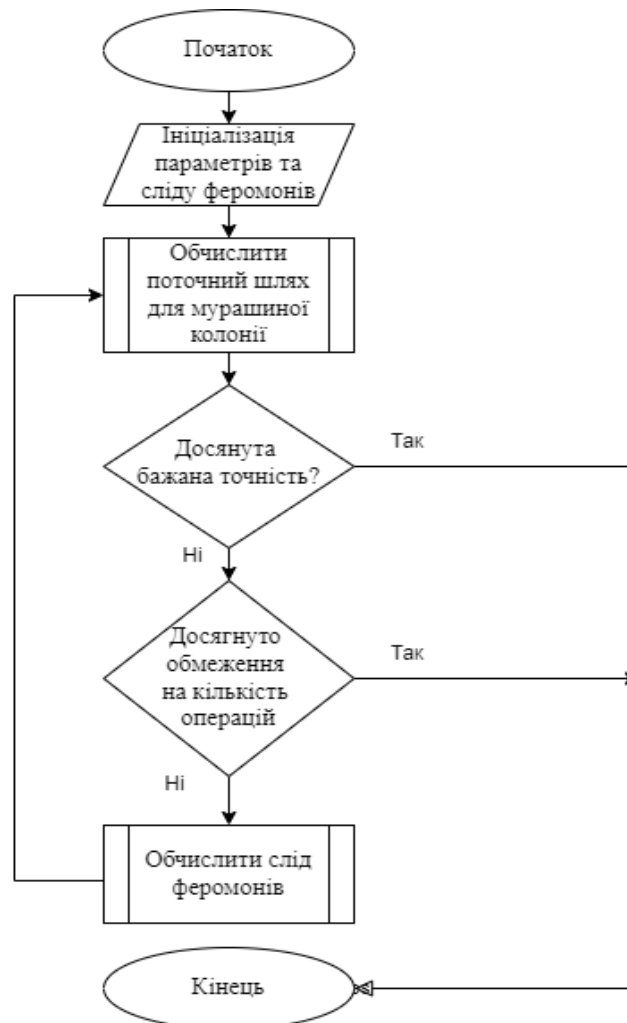 Початок
Ініціалізація
параметрів та
сліду феромонів
Обчислити
поточний шлях
для мурашиної
колонії
Досянута
бажана точність?
Так
Ні
Досягнуто
обмеження
на кількість
операцій
Так
Ні
Обчислити слід
феромонів
Кінець